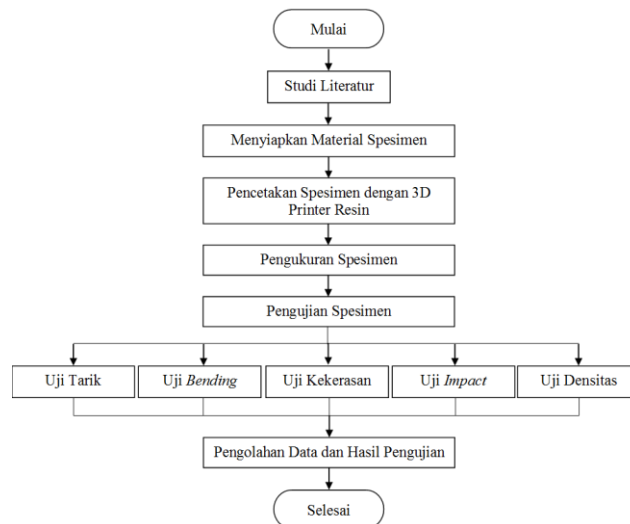 Mulai
Studi Literatur
Menyiapkan Material Spesimen
Pencetakan Spesimen dengan 3D
Printer Resin
Pengukuran Spesimen
Pengujian Spesimen
Uji Tarik
Uji Bending
Uji Kekerasan
Uji Impact
Uji Densitas
Pengolahan Data dan Hasil Pengujian
Selesai